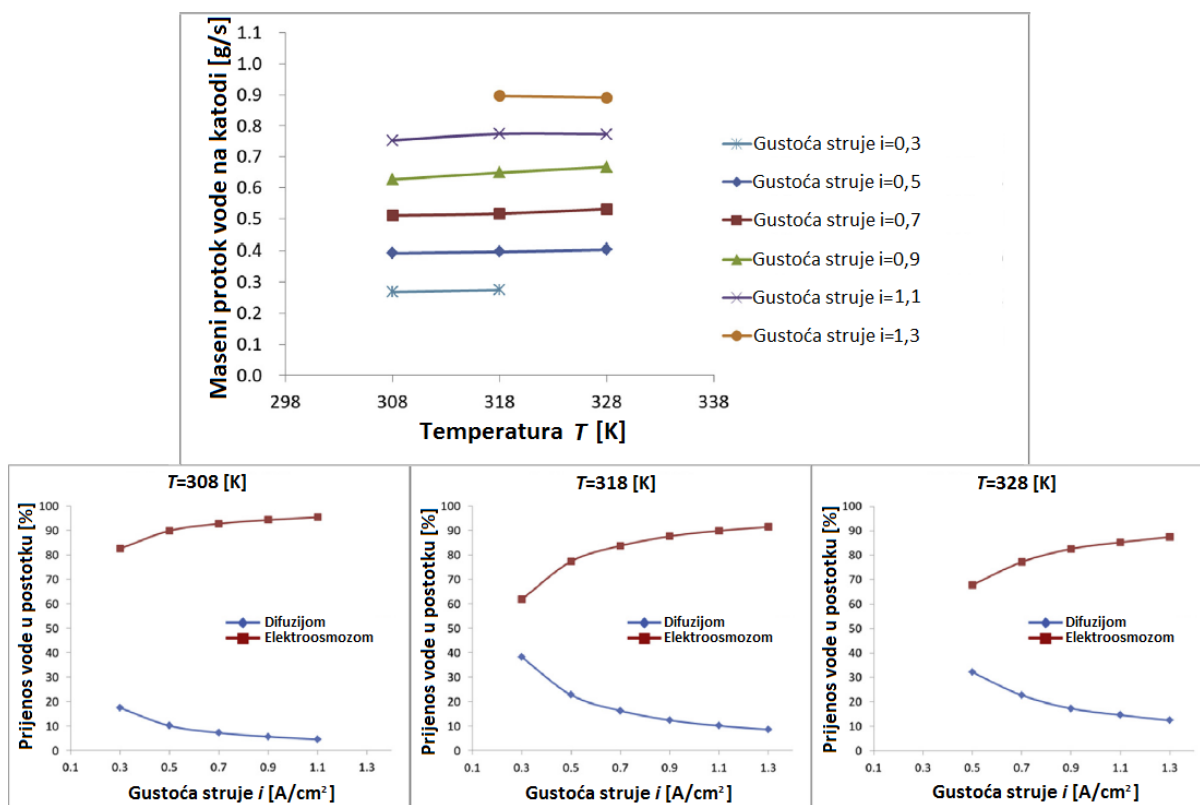 Maseni protok vode na katodi [g/s]
1.1
1.0
0.9
0.8
0.7
0.6
0.5
0.4
0.3
0.2
0.1
0.0
298 308 318 328 338
Temperatura T [K]
Gustoća struje i=0,3
Gustoća struje i=0,5
Gustoća struje i=0,7
Gustoća struje i=0,9
Gustoća struje i=1,1
Gustoća struje i=1,3
T=308 [K]
Prijenos vode u postotku [%]
100
90
80
70
60
50
40
30
20
10
0
Difuzijom
Elektroosmozom
0.1 0.3 0.5 0.7 0.9 1.1 1.3
Gustoća struje i [A/cm²]
T=318 [K]
Prijenos vode u postotku [%]
100
90
80
70
60
50
40
30
20
10
0
Difuzijom
Elektroosmozom
0.1 0.3 0.5 0.7 0.9 1.1 1.3
Gustoća struje i [A/cm²]
T=328 [K]
Prijenos vode u postotku [%]
100
90
80
70
60
50
40
30
20
10
0
Difuzijom
Elektroosmozom
0.1 0.3 0.5 0.7 0.9 1.1 1.3
Gustoća struje i [A/cm²]